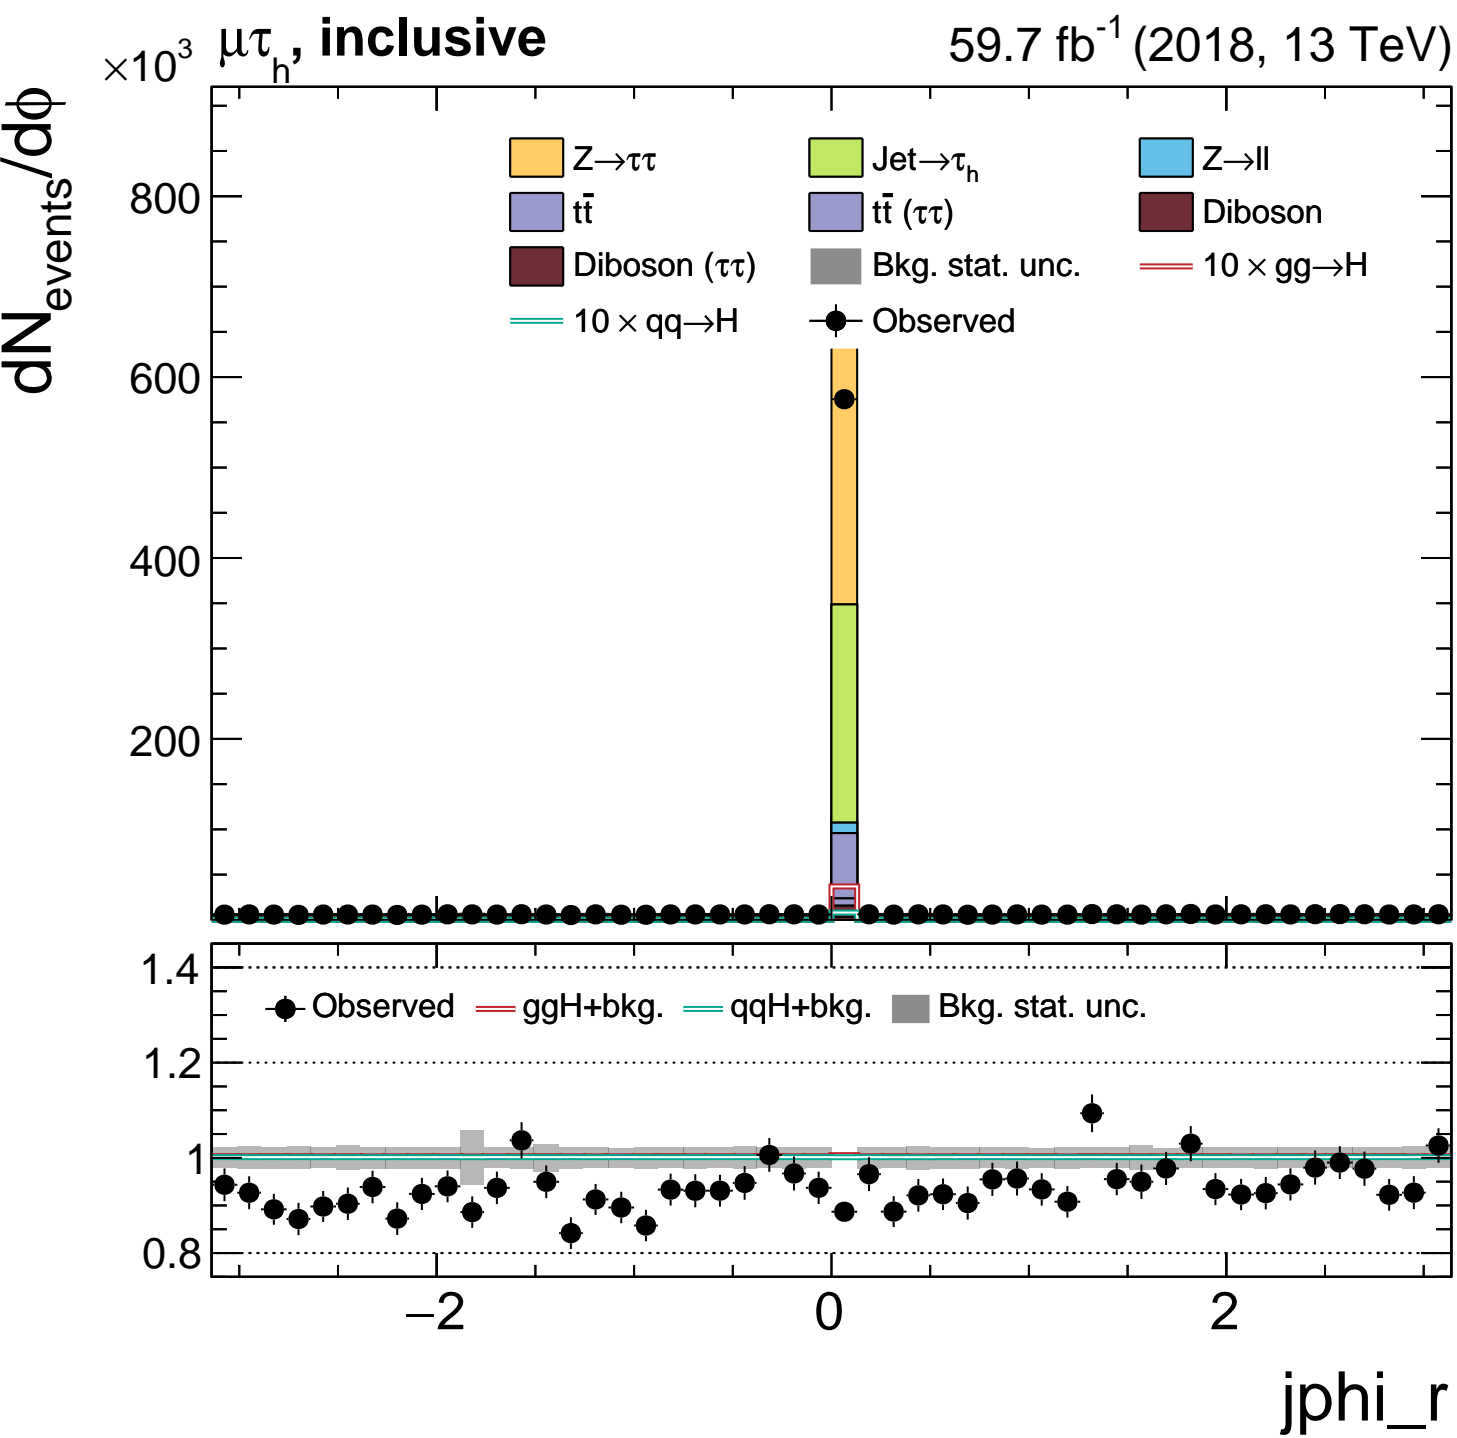 ×10³ μτₕ, inclusive 59.7 fb⁻¹ (2018, 13 TeV)
dN_events/dϕ
800
600
400
200
Z→ττ Jet→τₕ Z→ll
tt̄ tt̄ (ττ) Diboson
Diboson (ττ) Bkg. stat. unc. 10 × gg→H
10 × qq→H Observed
1.4
1.2
1
0.8
Observed ggH+bkg. qqH+bkg. Bkg. stat. unc.
−2 0 2
jphi_r